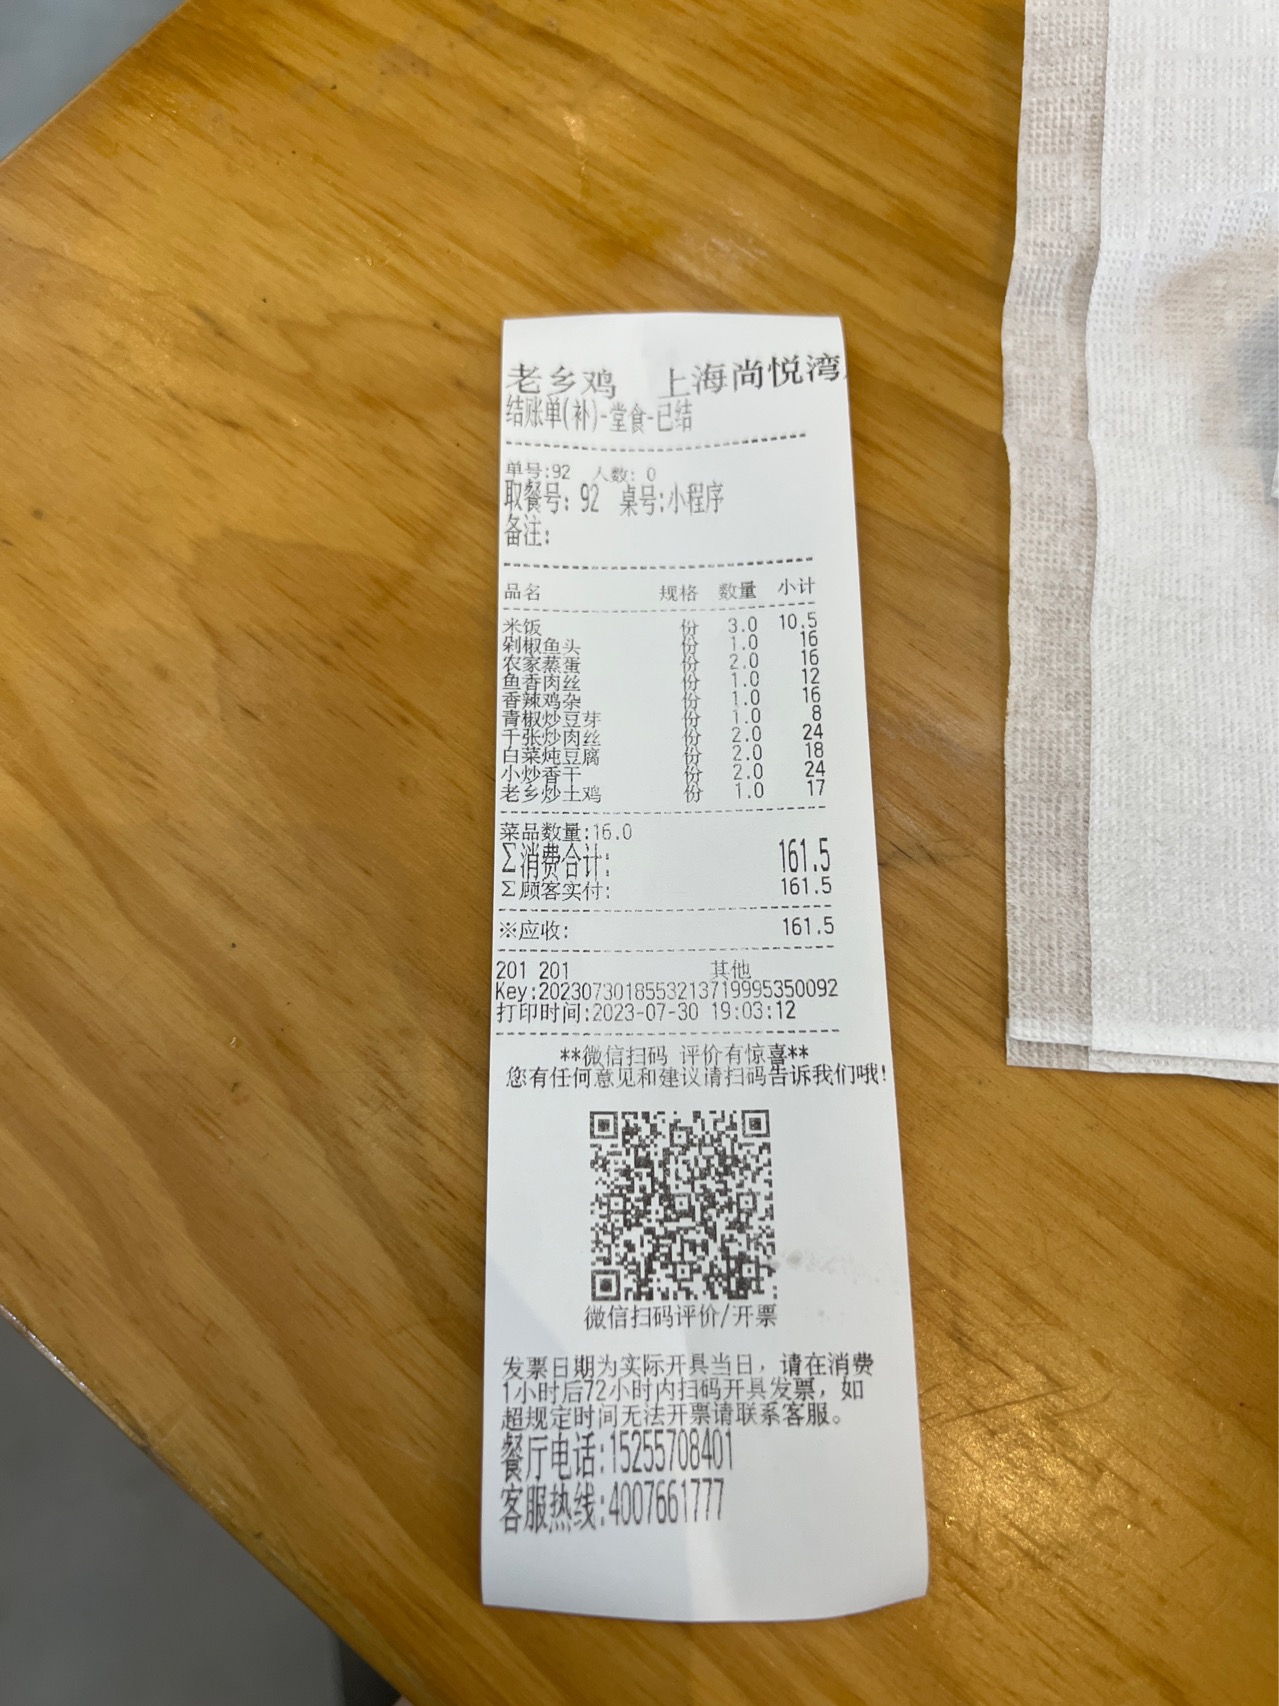 老乡鸡 上海尚悦湾
结账单(补)-堂食-已结
单号:92 人数: 0
取餐号: 92 桌号:小程序
备注:
品名 规格 数量 小计
米饭 份 3.0 10.5
剁椒鱼头 份 1.0 16
农家蒸蛋 份 2.0 16
鱼香肉丝 份 1.0 12
香辣鸡杂 份 1.0 16
青椒炒豆芽 份 1.0 8
千张炒肉丝 份 2.0 24
白菜炖豆腐 份 2.0 18
小炒香干 份 2.0 24
老乡炒土鸡 份 1.0 17
菜品数量:16.0
Σ消费合计: 161.5
Σ顾客实付: 161.5
※应收: 161.5
201 201 其他
Key:2023073018553213719995350092
打印时间:2023-07-30 19:03:12
**微信扫码 评价有惊喜**
您有任何意见和建议请扫码告诉我们哦!
微信扫码评价/开票
发票日期为实际开具当日，请在消费
1小时后72小时内扫码开具发票，如
超规定时间无法开票请联系客服。
餐厅电话:15255708401
客服热线:4007661777